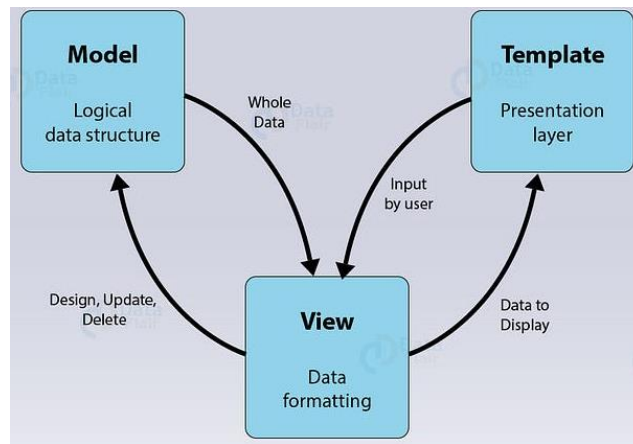 Model
Logical
data structure
Template
Presentation
layer
Whole
Data
Input
by user
Design, Update,
Delete
Data to
Display
View
Data
formatting